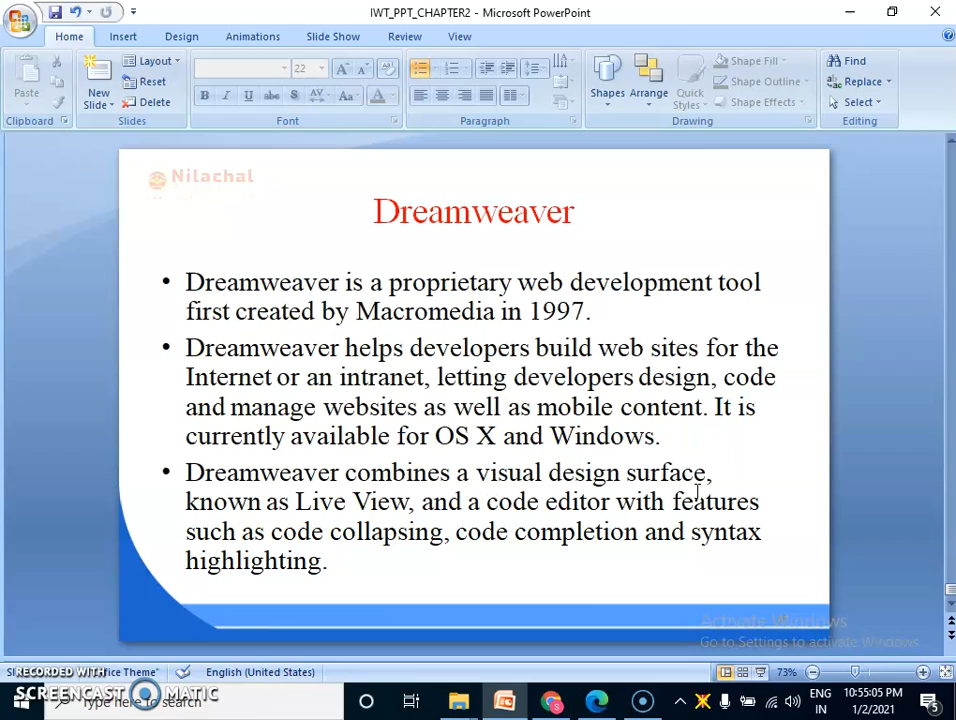 IWT_PPT_CHAPTER2 - Microsoft PowerPoint
Home Insert Design Animations Slide Show Review View
Paste
Clipboard
New Slide
Layout
Reset
Delete
Slides
22
B I U abc S AV Aa A
Font
Paragraph
Shapes Arrange Quick Styles
Shape Fill
Shape Outline
Shape Effects
Drawing
Find
Replace
Select
Editing
Nilachal
Dreamweaver
• Dreamweaver is a proprietary web development tool
first created by Macromedia in 1997.
• Dreamweaver helps developers build web sites for the
Internet or an intranet, letting developers design, code
and manage websites as well as mobile content. It is
currently available for OS X and Windows.
• Dreamweaver combines a visual design surface,
known as Live View, and a code editor with features
such as code collapsing, code completion and syntax
highlighting.
Activate Windows
Go to Settings to activate Windows.
Theme" English (United States) 73%
RECORDED WITH
SCREENCAST MATIC
Type here to search
ENG
IN
10:55:05 PM
1/2/2021
5